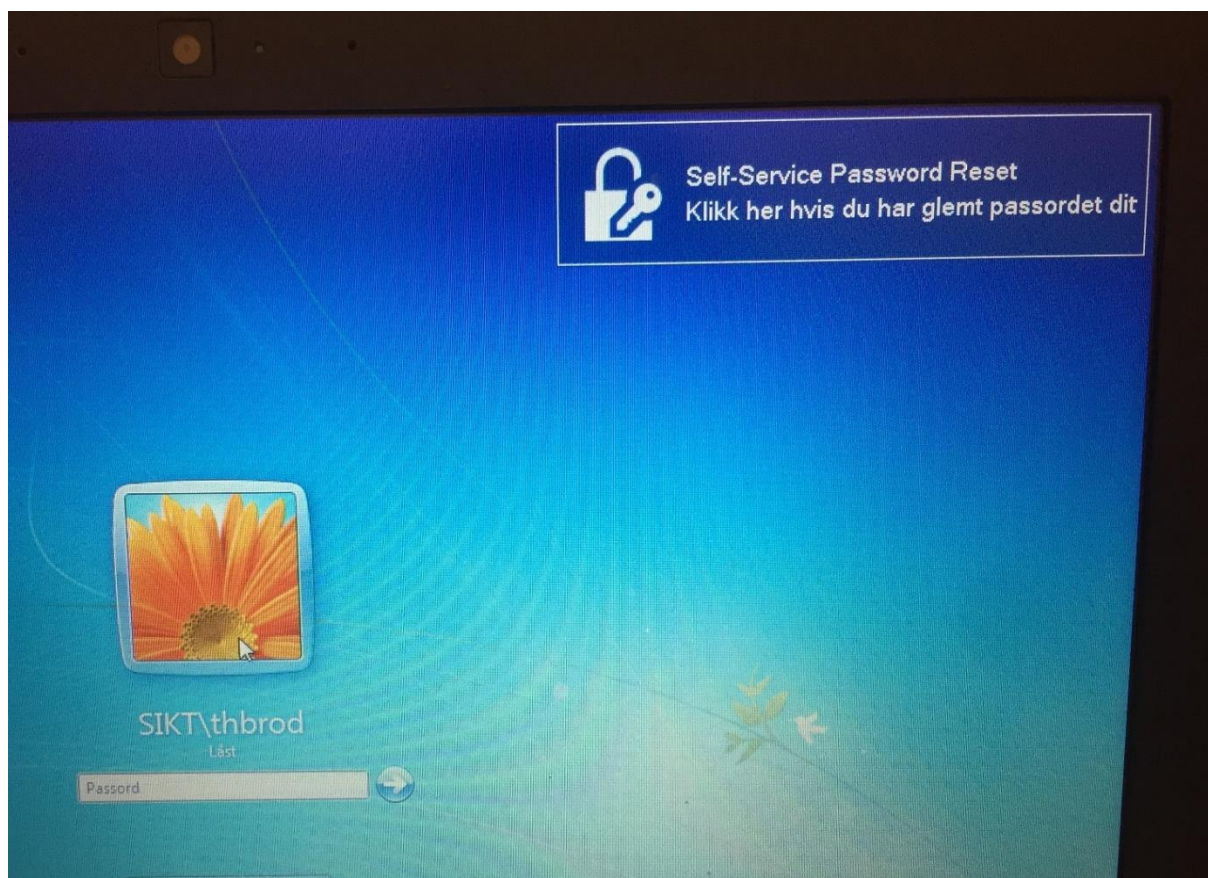 Self-Service Password Reset
Klikk her hvis du har glemt passordet dit
SIKT\thbrod
Låst
Passord